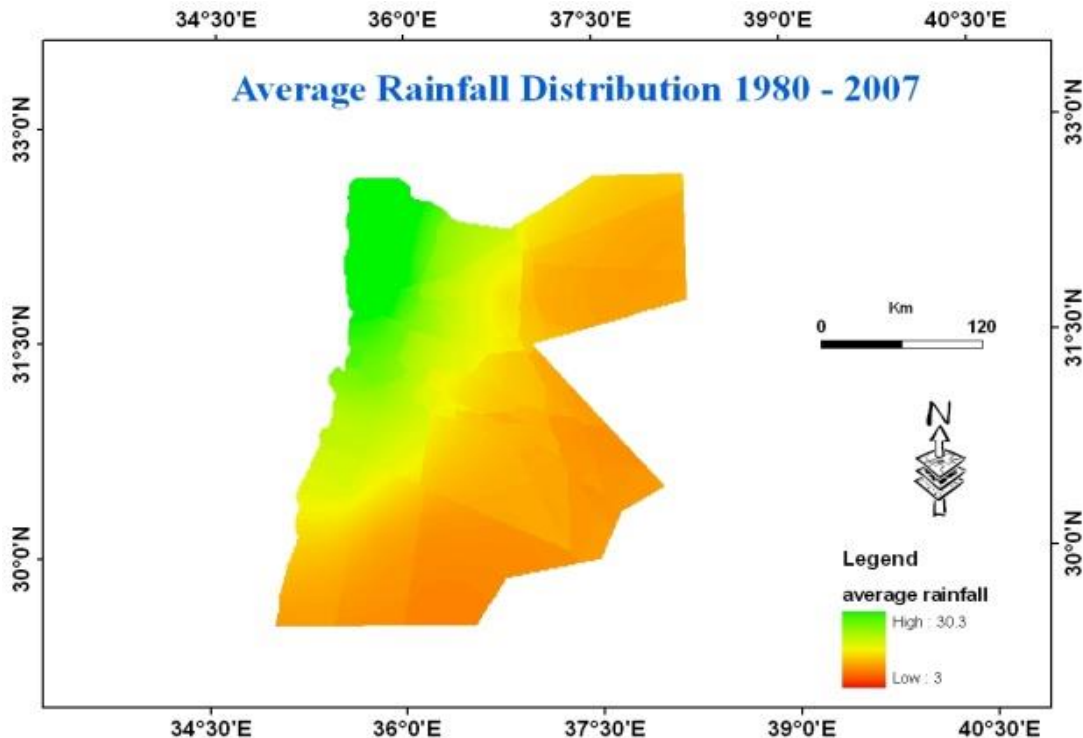 34°30'E 36°0'E 37°30'E 39°0'E 40°30'E
Average Rainfall Distribution 1980 - 2007
33°0'N
33°0'N
Km
0 120
31°30'N
31°30'N
N
30°0'N
30°0'N
Legend
average rainfall
High : 30.3
Low : 3
34°30'E 36°0'E 37°30'E 39°0'E 40°30'E